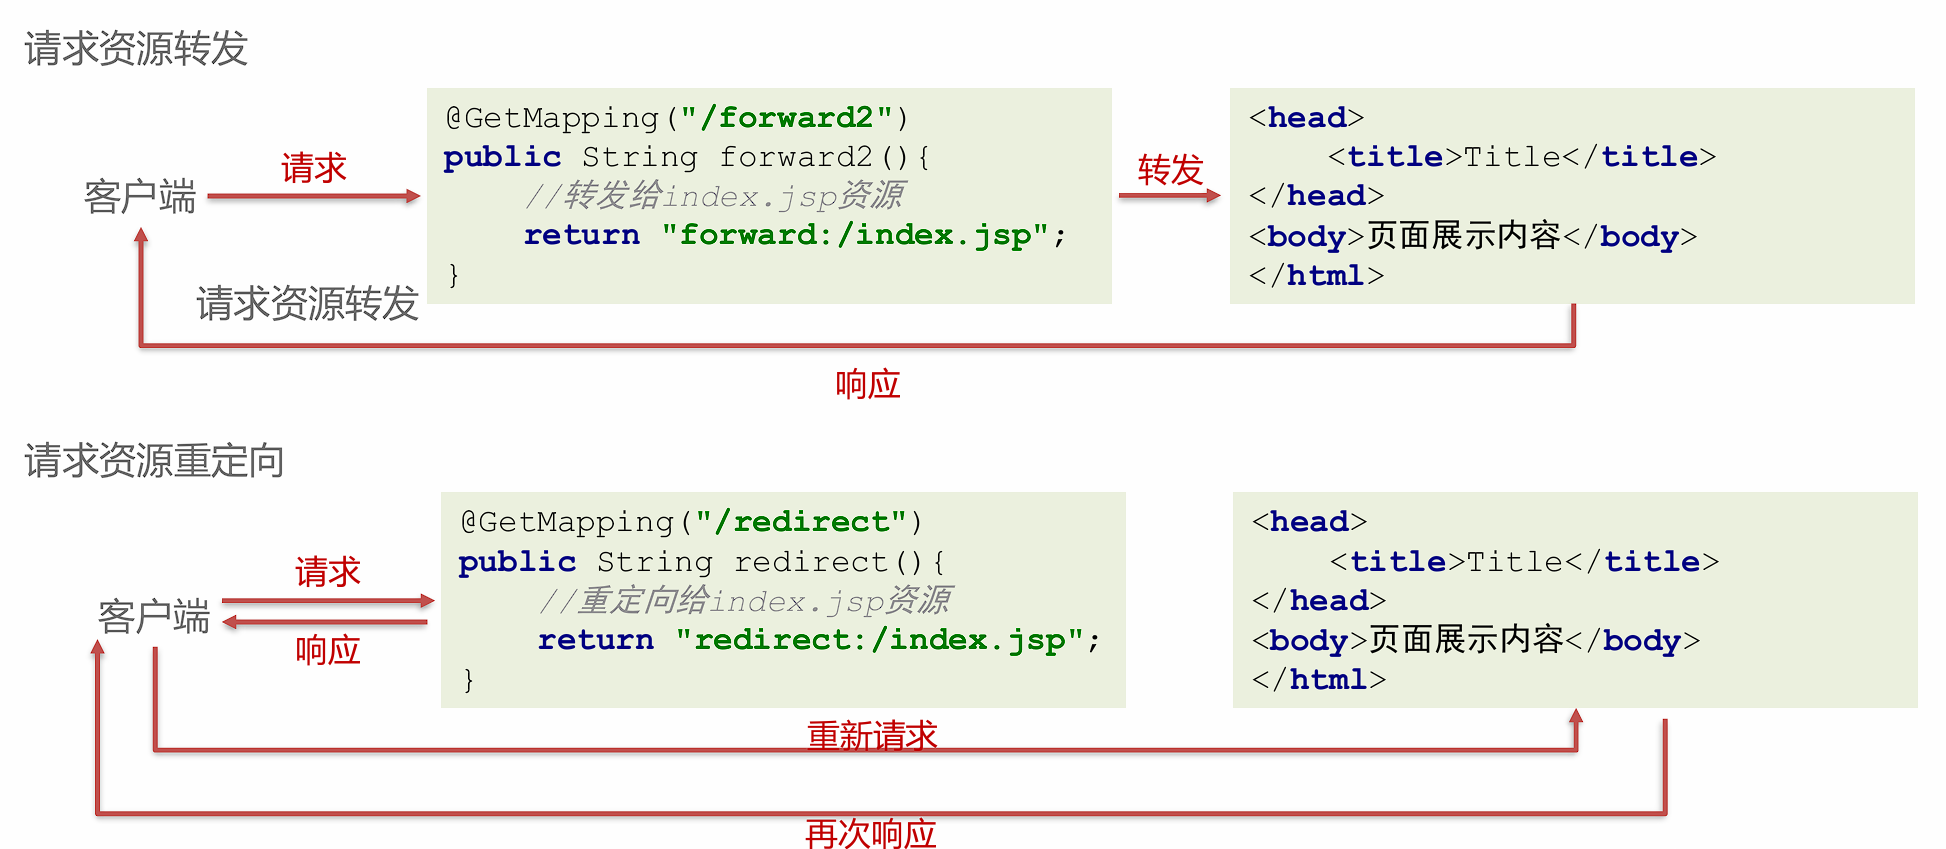 请求资源转发
客户端
请求
@GetMapping("/forward2")
public String forward2(){
    //转发给index.jsp资源
    return "forward:/index.jsp";
}
转发
<head>
    <title>Title</title>
</head>
<body>页面展示内容</body>
</html>
请求资源转发
响应
请求资源重定向
客户端
请求
响应
@GetMapping("/redirect")
public String redirect(){
    //重定向给index.jsp资源
    return "redirect:/index.jsp";
}
<head>
    <title>Title</title>
</head>
<body>页面展示内容</body>
</html>
重新请求
再次响应